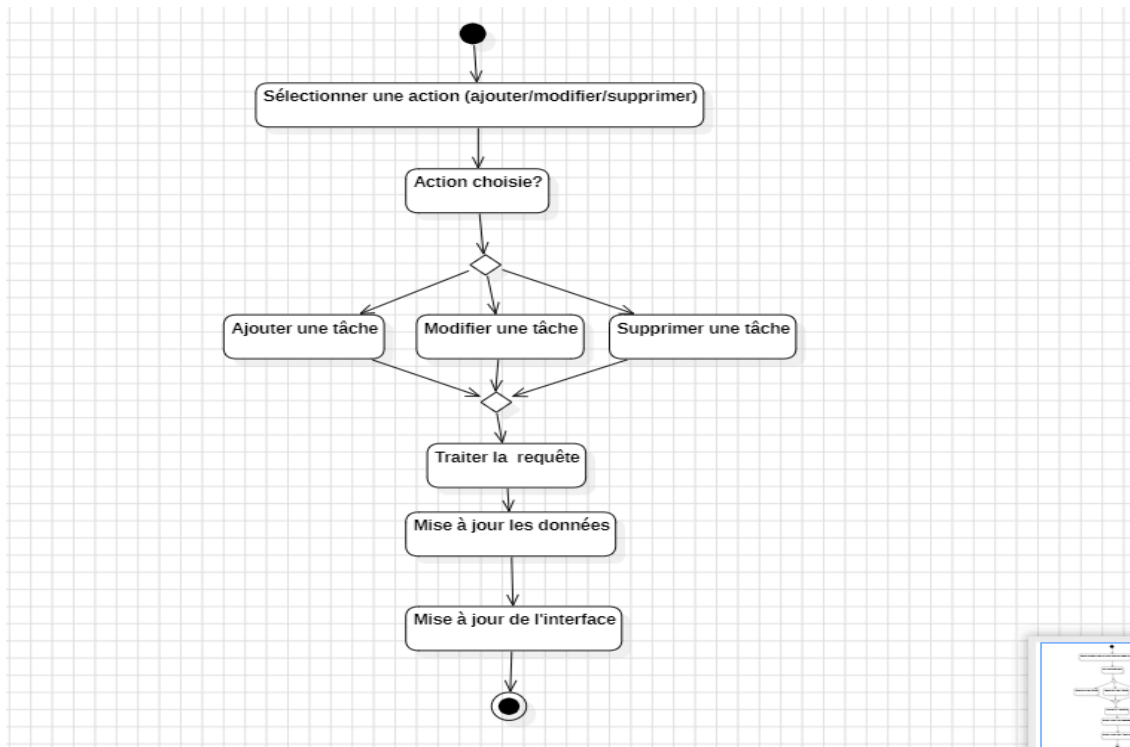 Sélectionner une action (ajouter/modifier/supprimer)
Action choisie?
Ajouter une tâche
Modifier une tâche
Supprimer une tâche
Traiter la  requête
Mise à jour les données
Mise à jour de l'interface